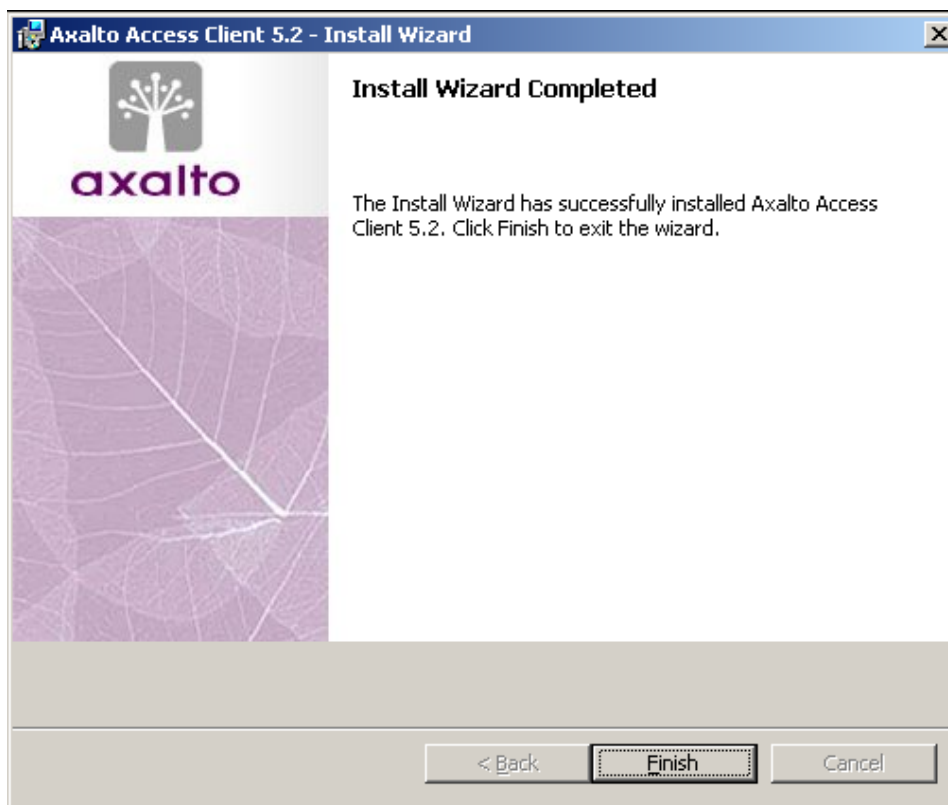 Axalto Access Client 5.2 - Install Wizard
axalto
Install Wizard Completed
The Install Wizard has successfully installed Axalto Access
Client 5.2. Click Finish to exit the wizard.
< Back
Finish
Cancel